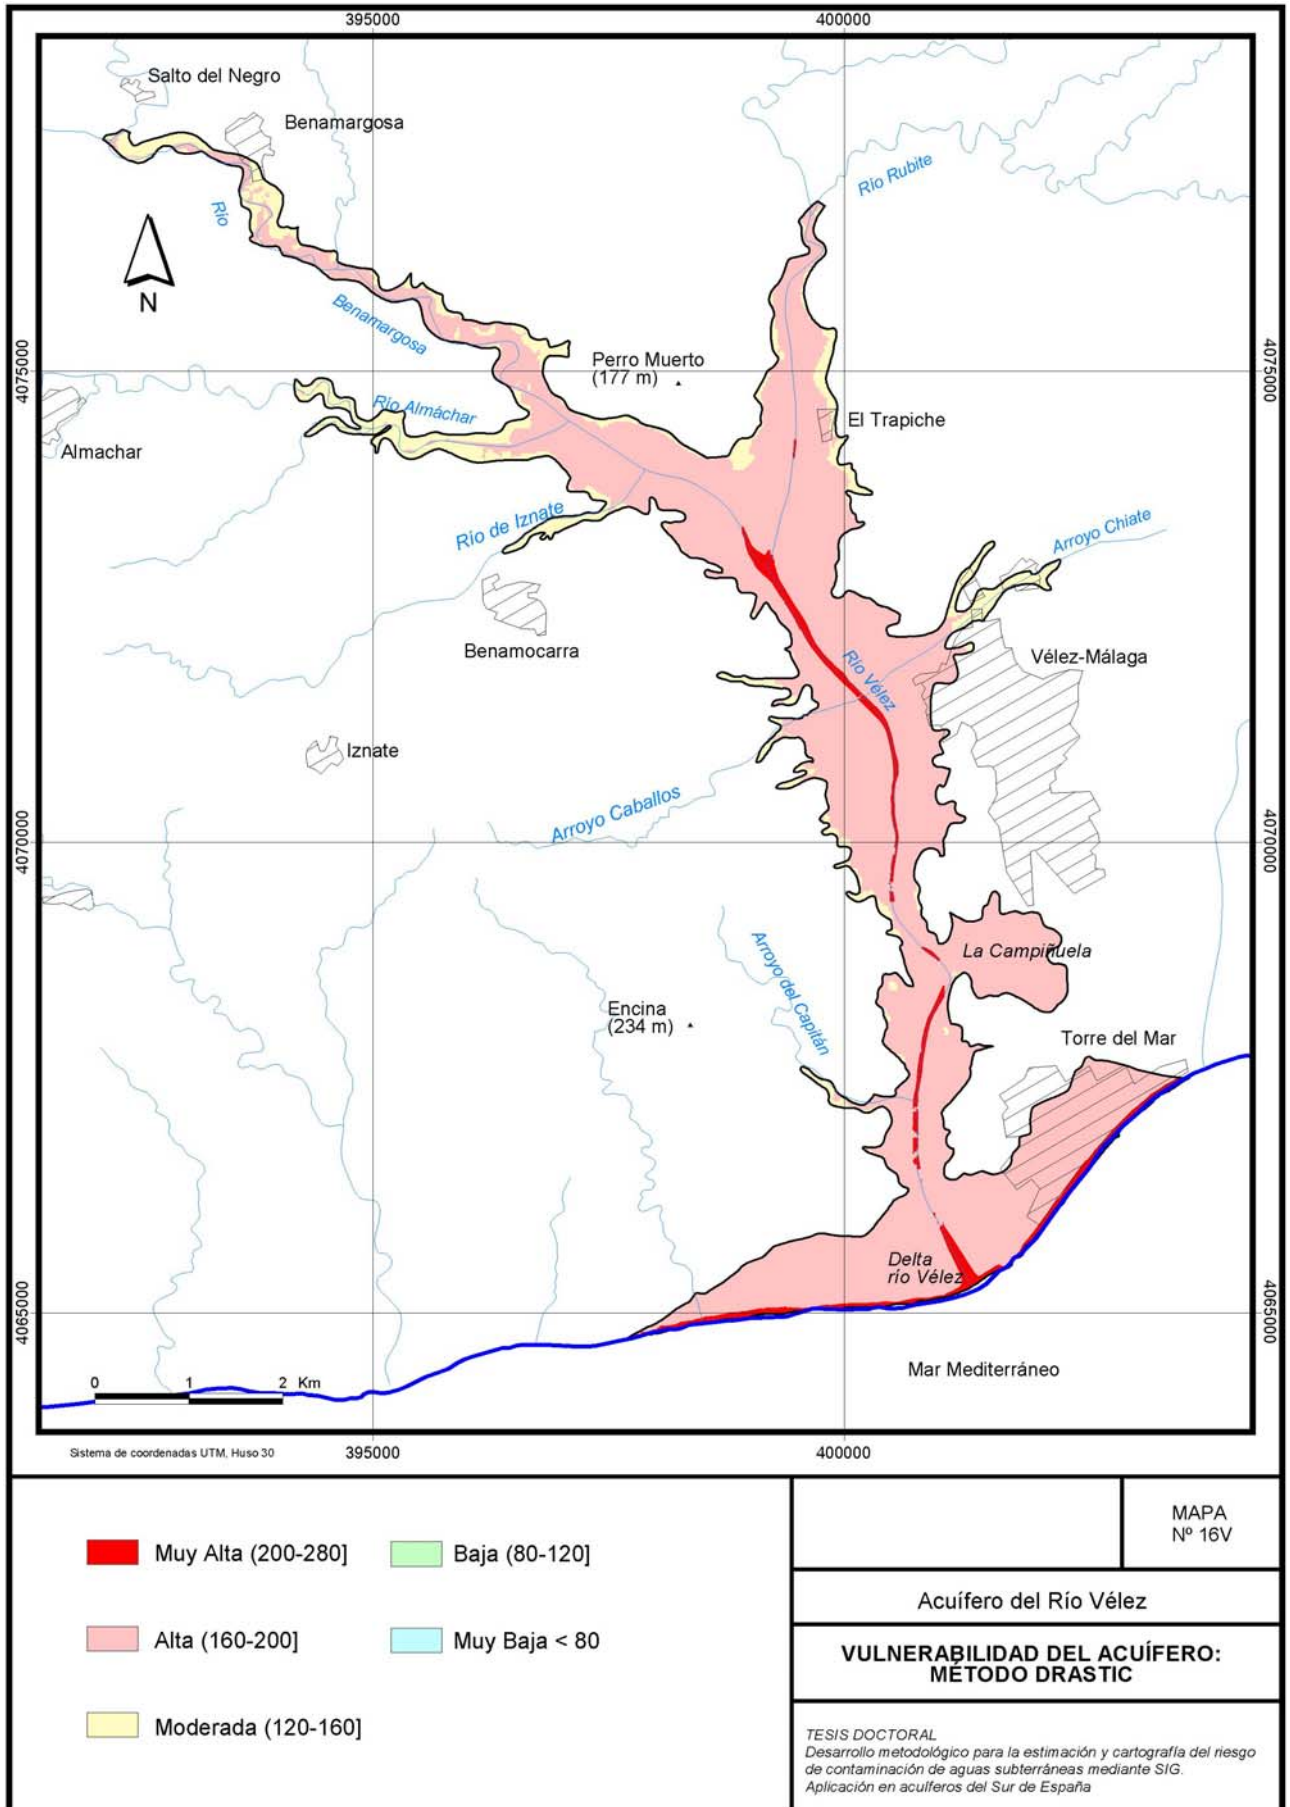 395000
400000
Salto del Negro
Benamargosa
Río Rubite
Río
N
Benamargosa
4075000
Perro Muerto
(177 m)
4075000
Río Almáchar
El Trapiche
Almachar
Río de Iznate
Arroyo Chiate
Benamocarra
Río Vélez
Vélez-Málaga
Iznate
Arroyo Caballos
4070000
4070000
La Campiñuela
Arroyo del Capitán
Encina
(234 m)
Torre del Mar
Delta
río Vélez
4065000
4065000
Mar Mediterráneo
0 1 2 Km
Sistema de coordenadas UTM, Huso 30
395000
400000
Muy Alta (200-280]
Baja (80-120]
Alta (160-200]
Muy Baja < 80
Moderada (120-160]
MAPA
Nº 16V
Acuífero del Río Vélez
VULNERABILIDAD DEL ACUÍFERO:
MÉTODO DRASTIC
TESIS DOCTORAL
Desarrollo metodológico para la estimación y cartografía del riesgo
de contaminación de aguas subterráneas mediante SIG.
Aplicación en acuíferos del Sur de España